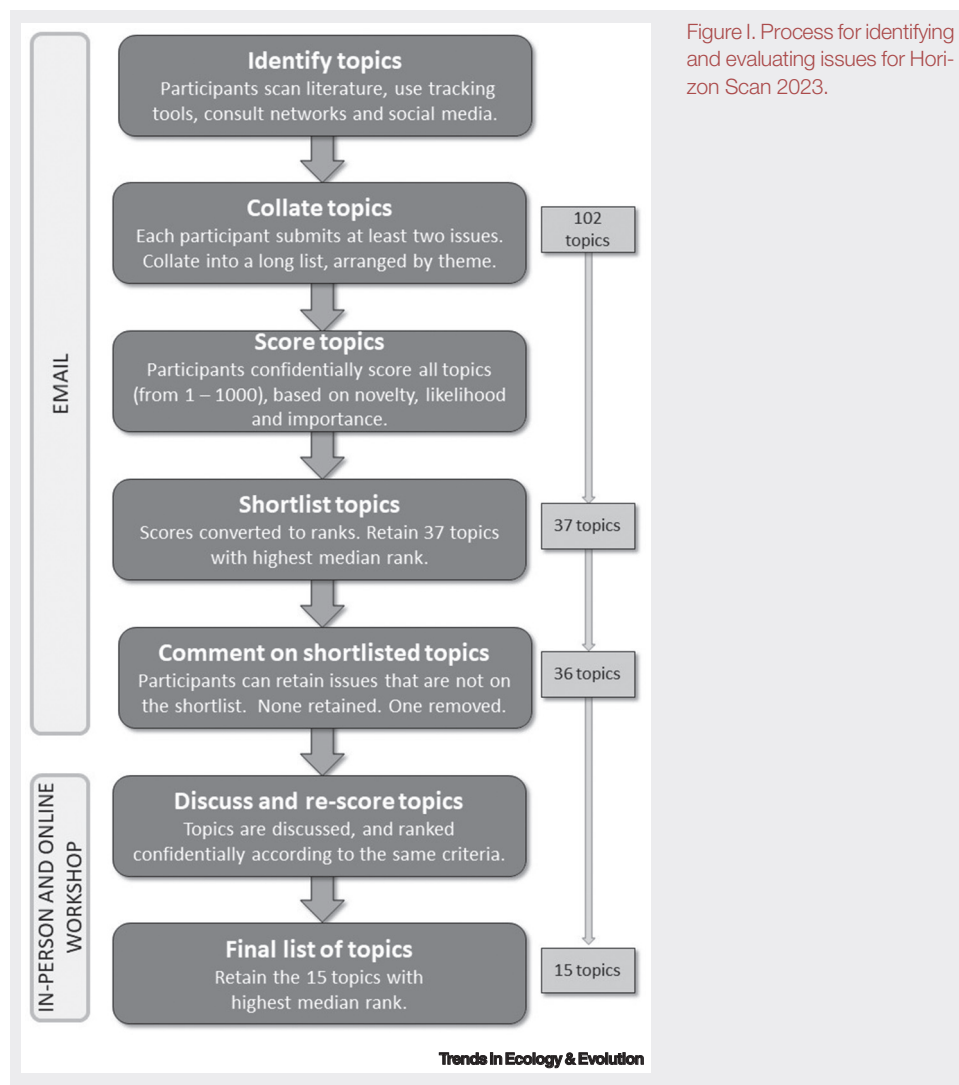 Figure I. Process for identifying
and evaluating issues for Hori-
zon Scan 2023.
EMAIL
Identify topics
Participants scan literature, use tracking
tools, consult networks and social media.
Collate topics
Each participant submits at least two issues.
Collate into a long list, arranged by theme.
102
topics
Score topics
Participants confidentially score all topics
(from 1 – 1000), based on novelty, likelihood
and importance.
Shortlist topics
Scores converted to ranks. Retain 37 topics
with highest median rank.
37 topics
Comment on shortlisted topics
Participants can retain issues that are not on
the shortlist. None retained. One removed.
36 topics
IN-PERSON AND ONLINE
WORKSHOP
Discuss and re-score topics
Topics are discussed, and ranked
confidentially according to the same criteria.
Final list of topics
Retain the 15 topics with
highest median rank.
15 topics
Trends in Ecology & Evolution